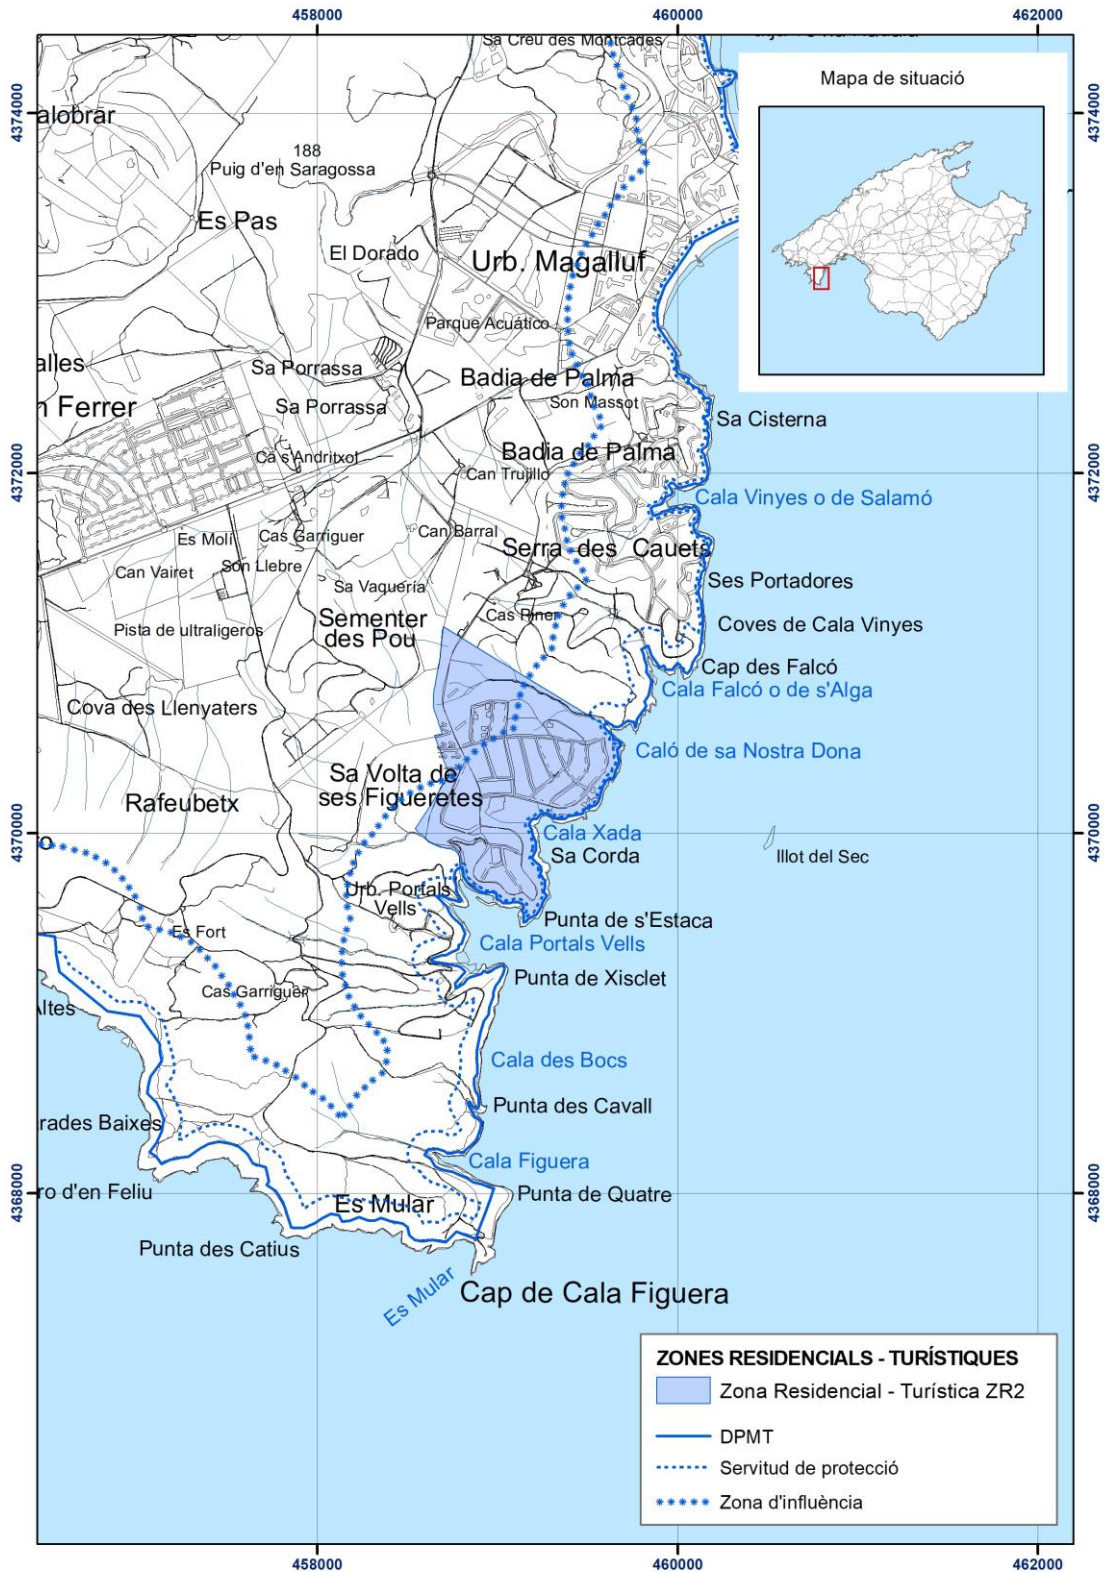 458000
460000
462000
Sa Creu des Montcades
Mapa de situació
4374000
4374000
alobrar
188
Puig d'en Saragossa
Es Pas
El Dorado
Urb. Magalluf
Parque Acuático
alles
Sa Porrassa
Badia de Palma
n Ferrer
Sa Porrassa
Son Massot
Sa Cisterna
4372000
4372000
Ca s'Andritxol
Badia de Palma
Can Trujillo
Cala Vinyes o de Salamó
Es Molí
Cas Garriguer
Can Barral
Serra des Cauets
Can Vairet
Son Llebre
Sa Vaquería
Ses Portadores
Pista de ultraligeros
Sementer
des Pou
Cas Piner
Coves de Cala Vinyes
Cap des Falcó
Cala Falcó o de s'Alga
Cova des Llenyaters
Caló de sa Nostra Dona
Sa Volta de
ses Figueretes
Rafeubetx
4370000
4370000
Cala Xada
Sa Corda
Illot del Sec
Urb. Portals
Vells
Punta de s'Estaca
Es Fort
Cala Portals Vells
Cas Garriguer
Punta de Xisclet
Altes
Cala des Bocs
Punta des Cavall
rades Baixes
Cala Figuera
4368000
4368000
ro d'en Feliu
Es Mular
Punta de Quatre
Punta des Catius
Es Mular
Cap de Cala Figuera
ZONES RESIDENCIALS - TURÍSTIQUES
Zona Residencial - Turística ZR2
DPMT
Servitud de protecció
Zona d'influència
458000
460000
462000